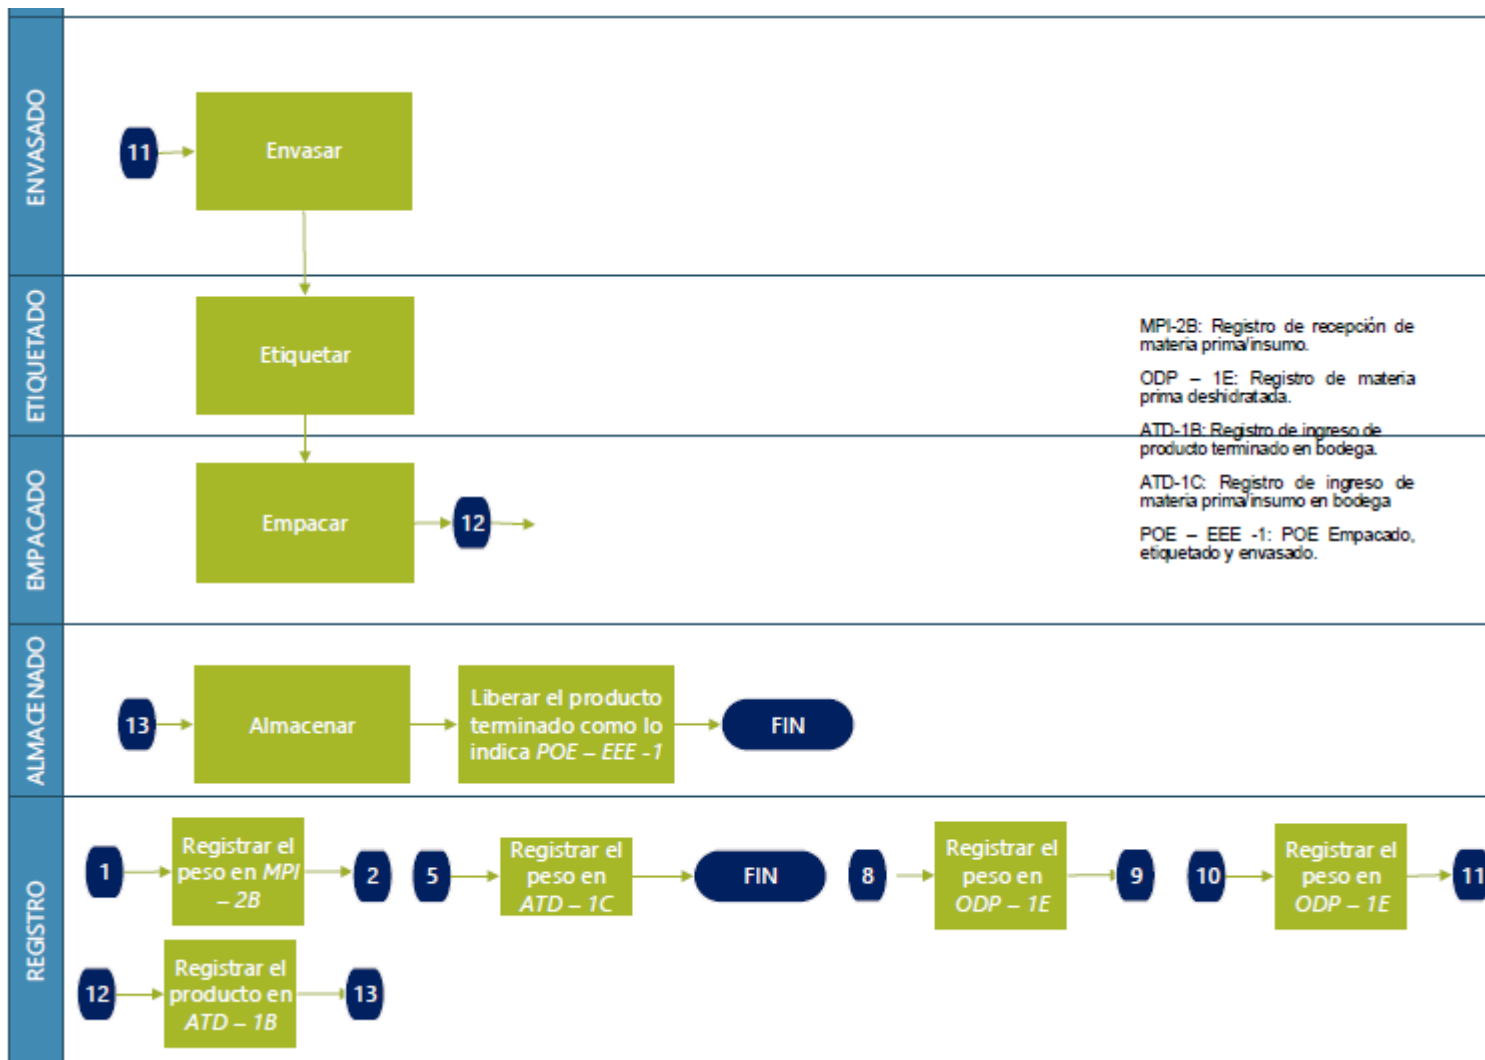 ENVASADO
11
Envasar
ETIQUETADO
Etiquetar
MPI-2B: Registro de recepción de
materia prima/insumo.
ODP – 1E: Registro de materia
prima deshidratada.
ATD-1B: Registro de ingreso de
producto terminado en bodega.
ATD-1C: Registro de ingreso de
materia prima/insumo en bodega
POE – EEE -1: POE Empacado,
etiquetado y envasado.
EMPACADO
Empacar
12
ALMACENADO
13
Almacenar
Liberar el producto
terminado como lo
indica POE – EEE -1
FIN
REGISTRO
1
Registrar el
peso en MPI
– 2B
2
5
Registrar el
peso en
ATD – 1C
FIN
8
Registrar el
peso en
ODP – 1E
9
10
Registrar el
peso en
ODP – 1E
11
12
Registrar el
producto en
ATD – 1B
13